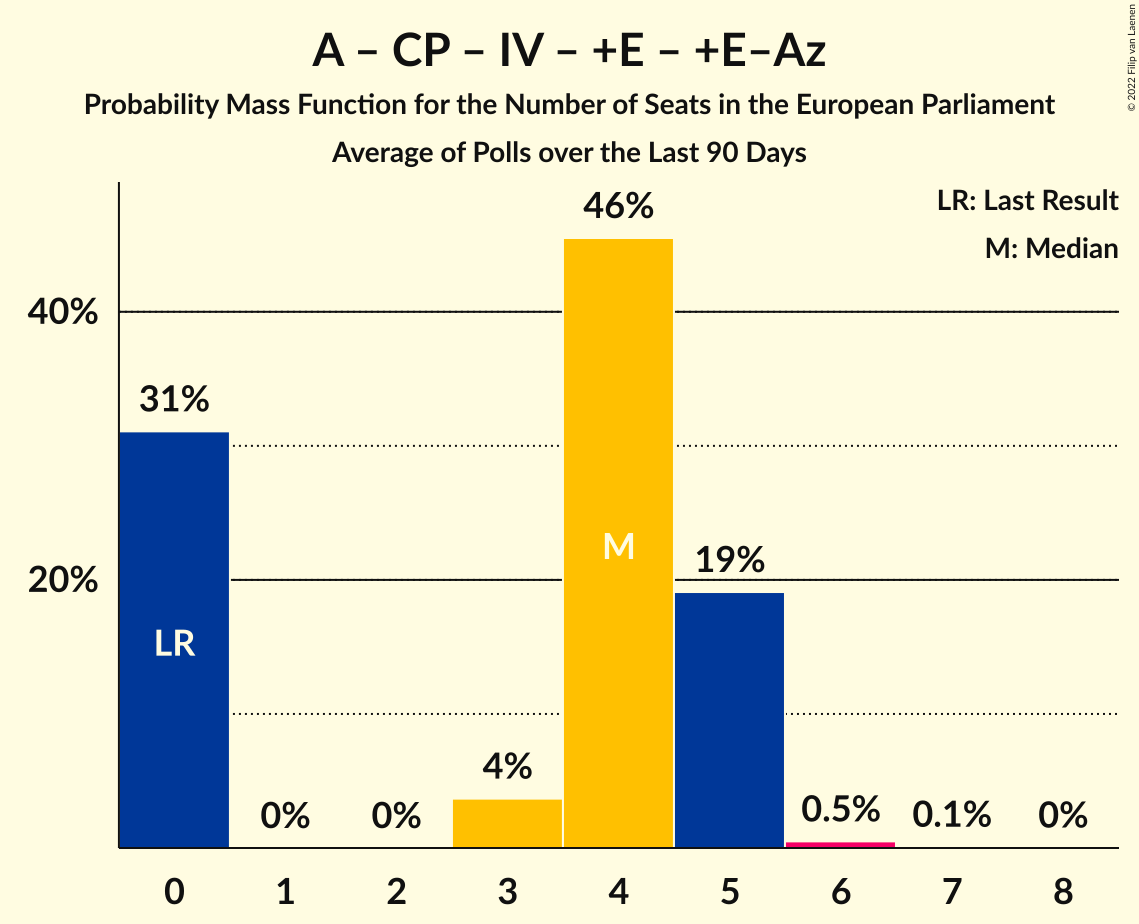 A – CP – IV – +E – +E–Az
Probability Mass Function for the Number of Seats in the European Parliament
Average of Polls over the Last 90 Days
© 2022 Filip van Laenen
LR: Last Result
M: Median
46%
40%
31%
M
19%
20%
LR
4%
0%
0%
0.5%
0.1%
0%
0 1 2 3 4 5 6 7 8